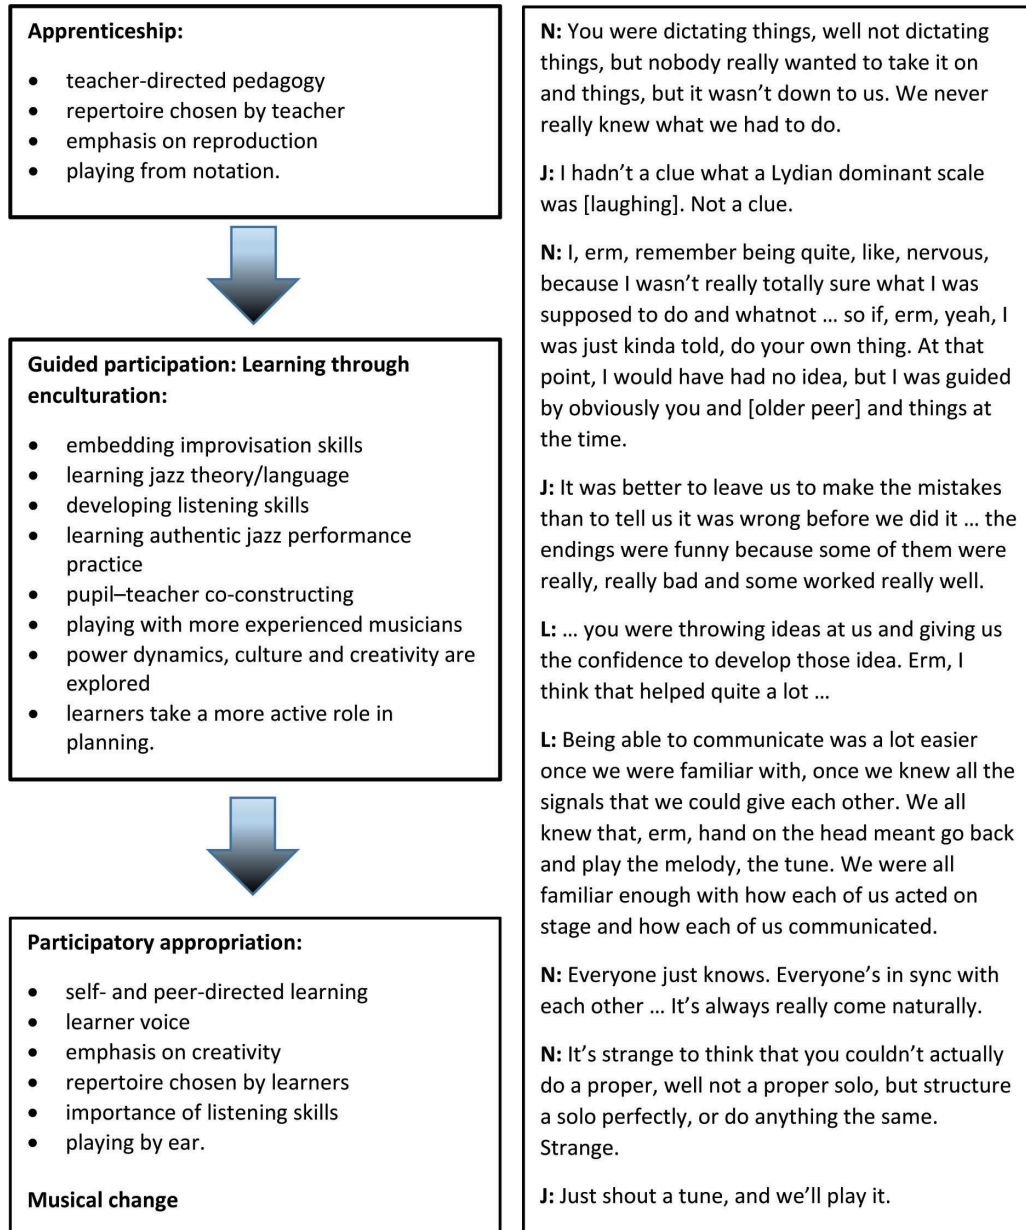 Apprenticeship:
• teacher-directed pedagogy
• repertoire chosen by teacher
• emphasis on reproduction
• playing from notation.
Guided participation: Learning through
enculturation:
• embedding improvisation skills
• learning jazz theory/language
• developing listening skills
• learning authentic jazz performance
practice
• pupil–teacher co-constructing
• playing with more experienced musicians
• power dynamics, culture and creativity are
explored
• learners take a more active role in
planning.
Participatory appropriation:
• self- and peer-directed learning
• learner voice
• emphasis on creativity
• repertoire chosen by learners
• importance of listening skills
• playing by ear.
Musical change
N: You were dictating things, well not dictating
things, but nobody really wanted to take it on
and things, but it wasn’t down to us. We never
really knew what we had to do.
J: I hadn’t a clue what a Lydian dominant scale
was [laughing]. Not a clue.
N: I, erm, remember being quite, like, nervous,
because I wasn’t really totally sure what I was
supposed to do and whatnot … so if, erm, yeah, I
was just kinda told, do your own thing. At that
point, I would have had no idea, but I was guided
by obviously you and [older peer] and things at
the time.
J: It was better to leave us to make the mistakes
than to tell us it was wrong before we did it … the
endings were funny because some of them were
really, really bad and some worked really well.
L: … you were throwing ideas at us and giving us
the confidence to develop those idea. Erm, I
think that helped quite a lot …
L: Being able to communicate was a lot easier
once we were familiar with, once we knew all the
signals that we could give each other. We all
knew that, erm, hand on the head meant go back
and play the melody, the tune. We were all
familiar enough with how each of us acted on
stage and how each of us communicated.
N: Everyone just knows. Everyone’s in sync with
each other … It’s always really come naturally.
N: It’s strange to think that you couldn’t actually
do a proper, well not a proper solo, but structure
a solo perfectly, or do anything the same.
Strange.
J: Just shout a tune, and we’ll play it.